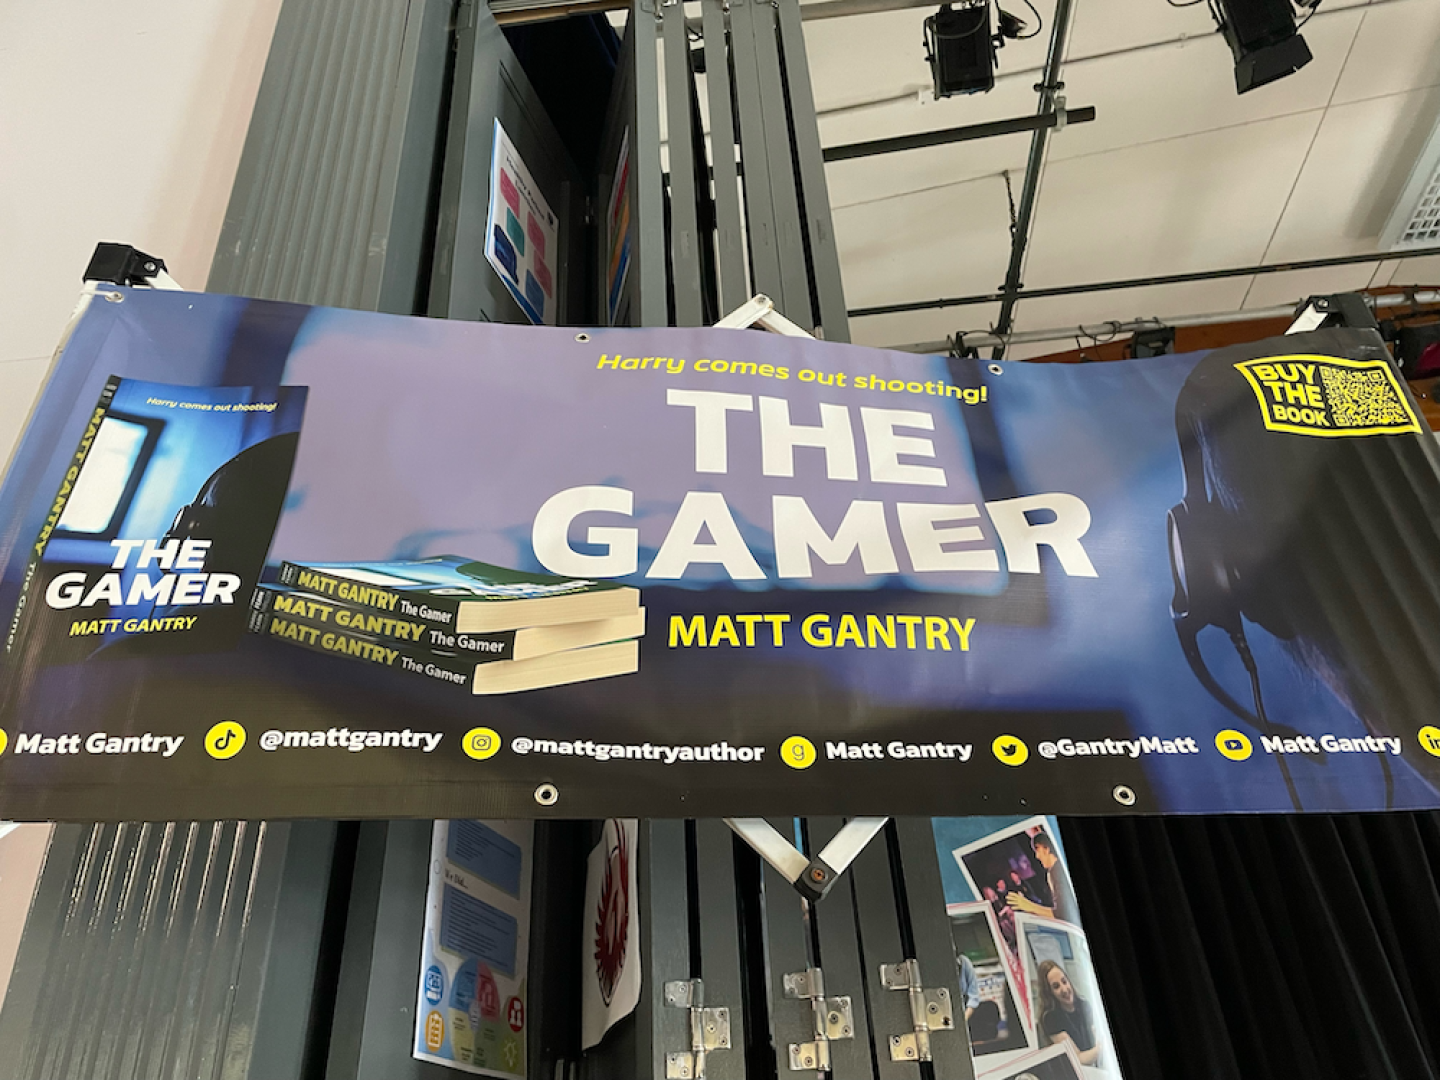 Harry comes out shooting!
THE
GAMER
MATT GANTRY
BUY
THE
BOOK
Harry comes out shooting!
MATT GANTRY The Gamer
THE
GAMER
MATT GANTRY
MATT GANTRY The Gamer
MATT GANTRY The Gamer
MATT GANTRY The Gamer
Matt Gantry @mattgantry @mattgantryauthor Matt Gantry @GantryMatt Matt Gantry in